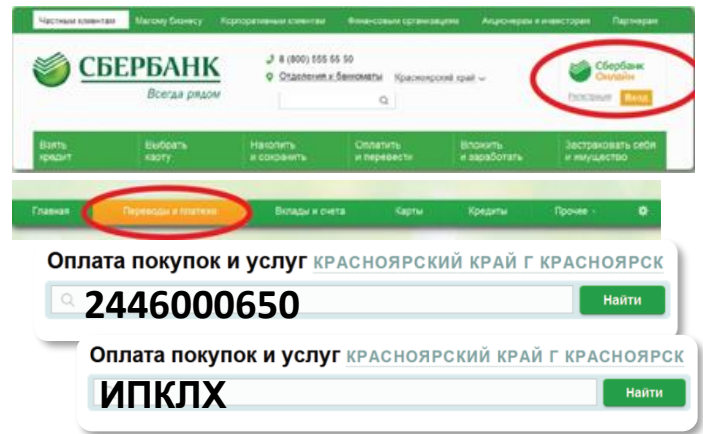 Частным клиентам Малому бизнесу Корпоративным клиентам Финансовым организациям Акционерам и инвесторам Партнерам
СБЕРБАНК
Всегда рядом
8 (800) 555 55 50
Отделения и банкоматы Красноярский край
Сбербанк
Онлайн
Регистрация Вход
Взять кредит
Выбрать карту
Накопить и сохранить
Оплатить и перевести
Вложить и заработать
Застраховать себя и имущество
Главная Переводы и платежи Вклады и счета Карты Кредиты Прочее
Оплата покупок и услуг КРАСНОЯРСКИЙ КРАЙ Г КРАСНОЯРСК
2446000650 Найти
Оплата покупок и услуг КРАСНОЯРСКИЙ КРАЙ Г КРАСНОЯРСК
ИПКЛХ Найти